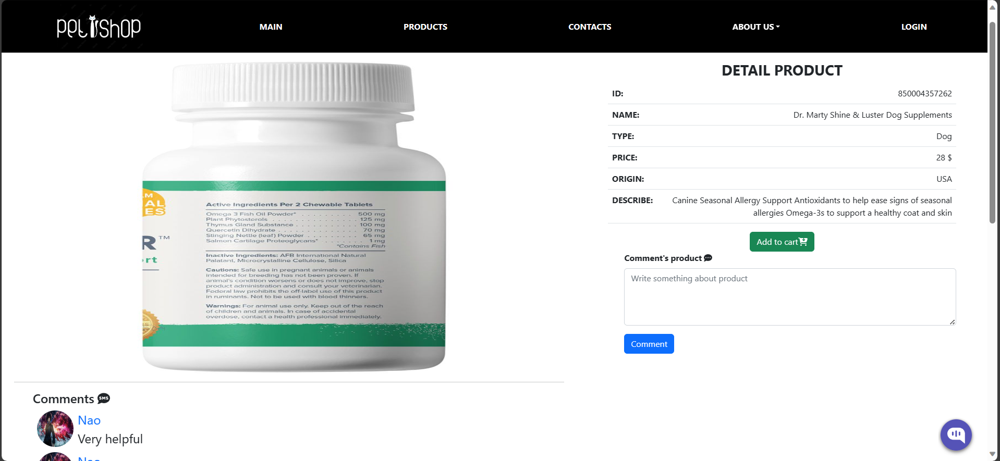 pet shop
MAIN
PRODUCTS
CONTACTS
ABOUT US
LOGIN
LM
AL
ES
R™
rt
Active Ingredients Per 2 Chewable Tablets
Omega 3 Fish Oil Powder* . . . . . . . . . 500 mg
Plant Phytosterols . . . . . . . . . . . . . . . 125 mg
Thymus Gland Substance . . . . . . . . . . 100 mg
Quercetin Dihydrate . . . . . . . . . . . . . . 70 mg
Stinging Nettle (leaf) Powder . . . . . . . . 65 mg
Salmon Cartilage Proteoglycans* . . . . . . 1 mg
*Contains Fish
Inactive Ingredients: AFB International Natural
Palatant, Microcrystalline Cellulose, Silica
Cautions: Safe use in pregnant animals or animals
intended for breeding has not been proven. If
animal's condition worsens or does not improve, stop
product administration and consult your veterinarian.
Federal law prohibits the off-label use of this product
in ruminants. Not to be used with blood thinners.
Warnings: For animal use only. Keep out of the reach
of children and animals. In case of accidental
overdose, contact a health professional immediately.
DETAIL PRODUCT
ID: 850004357262
NAME: Dr. Marty Shine & Luster Dog Supplements
TYPE: Dog
PRICE: 28 $
ORIGIN: USA
DESCRIBE: Canine Seasonal Allergy Support Antioxidants to help ease signs of seasonal
allergies Omega-3s to support a healthy coat and skin
Add to cart
Comment's product
Write something about product
Comment
Comments SMS
Nao
Very helpful
Nao